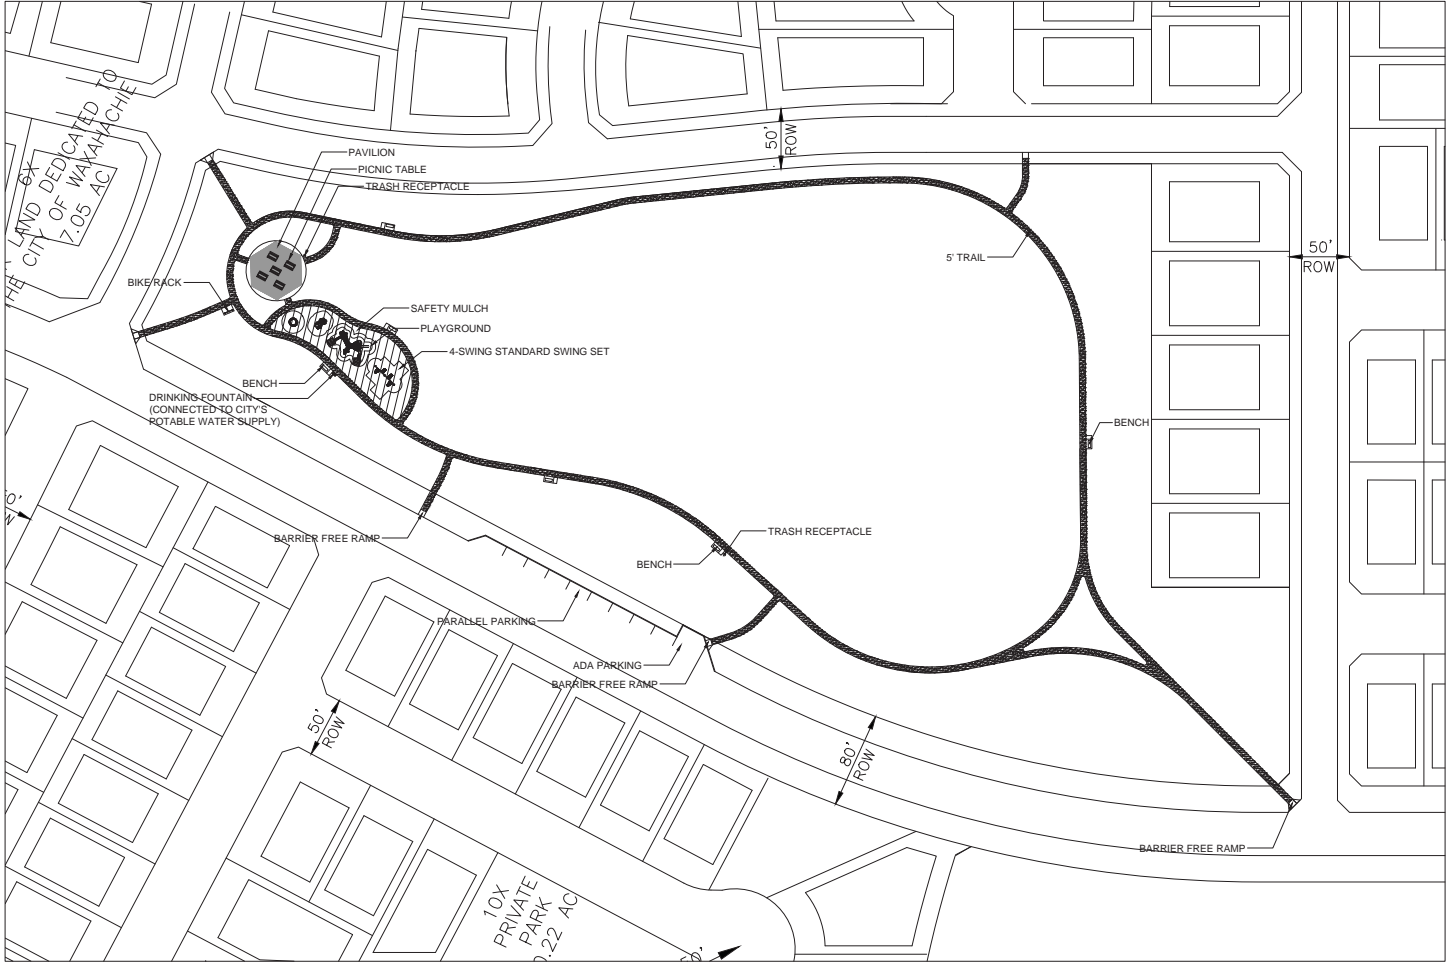 6X
LAND DEDICATED TO
THE CITY OF WAXAHACHIE
7.05 AC
50'
ROW
PAVILION
PICNIC TABLE
TRASH RECEPTACLE
5' TRAIL
50'
ROW
BIKE RACK
SAFETY MULCH
PLAYGROUND
4-SWING STANDARD SWING SET
BENCH
DRINKING FOUNTAIN
(CONNECTED TO CITY'S
POTABLE WATER SUPPLY)
BENCH
BARRIER FREE RAMP
TRASH RECEPTACLE
BENCH
PARALLEL PARKING
ADA PARKING
BARRIER FREE RAMP
50'
ROW
80'
ROW
BARRIER FREE RAMP
10X
PRIVATE
PARK
0.22 AC